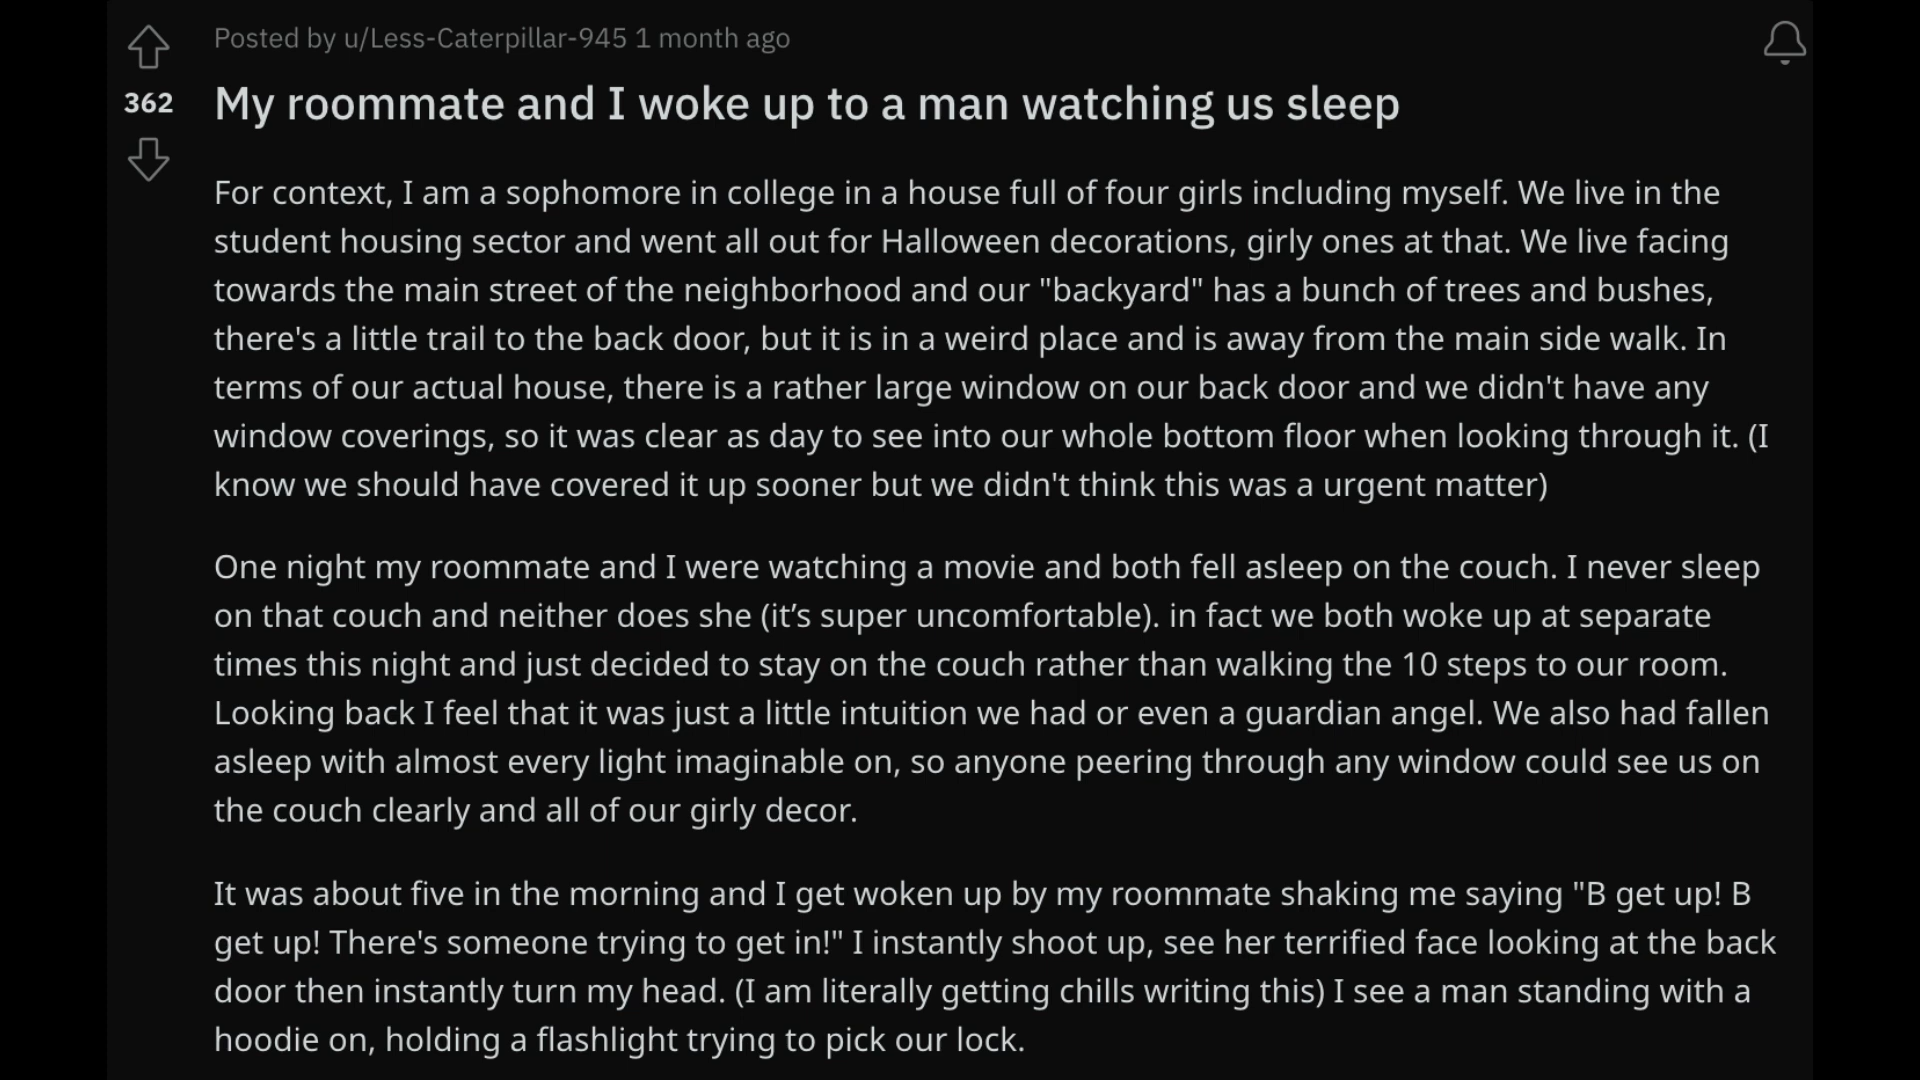 Posted by u/Less-Caterpillar-945 1 month ago
362
My roommate and I woke up to a man watching us sleep
For context, I am a sophomore in college in a house full of four girls including myself. We live in the
student housing sector and went all out for Halloween decorations, girly ones at that. We live facing
towards the main street of the neighborhood and our "backyard" has a bunch of trees and bushes,
there's a little trail to the back door, but it is in a weird place and is away from the main side walk. In
terms of our actual house, there is a rather large window on our back door and we didn't have any
window coverings, so it was clear as day to see into our whole bottom floor when looking through it. (I
know we should have covered it up sooner but we didn't think this was a urgent matter)
One night my roommate and I were watching a movie and both fell asleep on the couch. I never sleep
on that couch and neither does she (it’s super uncomfortable). in fact we both woke up at separate
times this night and just decided to stay on the couch rather than walking the 10 steps to our room.
Looking back I feel that it was just a little intuition we had or even a guardian angel. We also had fallen
asleep with almost every light imaginable on, so anyone peering through any window could see us on
the couch clearly and all of our girly decor.
It was about five in the morning and I get woken up by my roommate shaking me saying "B get up! B
get up! There's someone trying to get in!" I instantly shoot up, see her terrified face looking at the back
door then instantly turn my head. (I am literally getting chills writing this) I see a man standing with a
hoodie on, holding a flashlight trying to pick our lock.